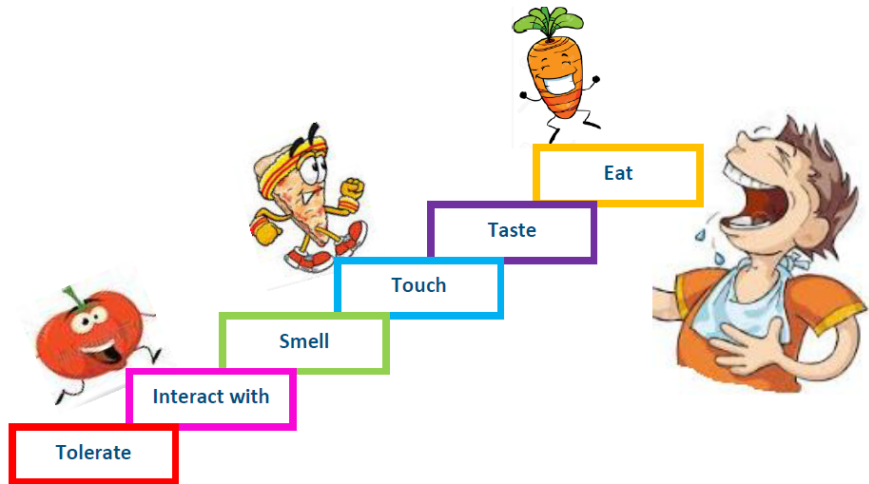 Eat
Taste
Touch
Smell
Interact with
Tolerate